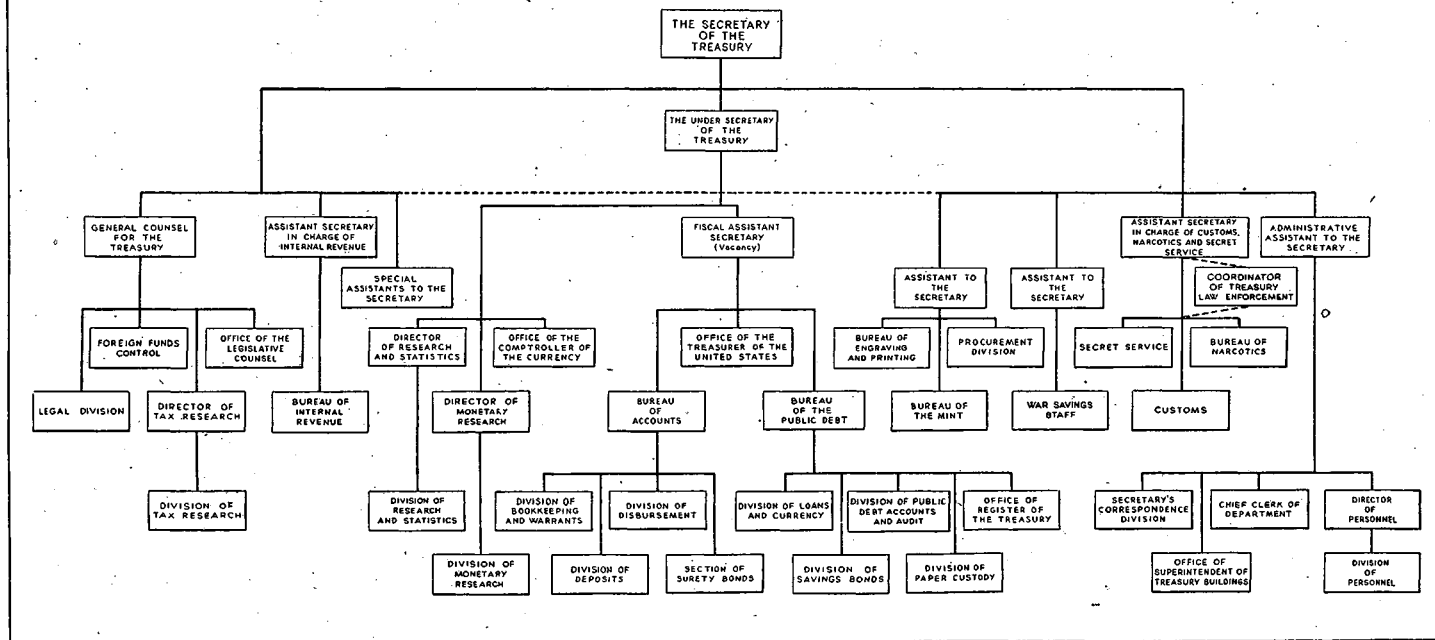 THE SECRETARY
OF THE
TREASURY
THE UNDER SECRETARY
OF THE
TREASURY
GENERAL COUNSEL
FOR THE
TREASURY
ASSISTANT SECRETARY
IN CHARGE OF
INTERNAL REVENUE
SPECIAL
ASSISTANTS TO THE
SECRETARY
FISCAL ASSISTANT
SECRETARY
(Vacancy)
ASSISTANT TO
THE
SECRETARY
ASSISTANT TO
THE
SECRETARY
ASSISTANT SECRETARY
IN CHARGE OF CUSTOMS,
NARCOTICS AND SECRET
SERVICE
ADMINISTRATIVE
ASSISTANT TO THE
SECRETARY
COORDINATOR
OF TREASURY
LAW ENFORCEMENT
FOREIGN FUNDS
CONTROL
OFFICE OF THE
LEGISLATIVE
COUNSEL
DIRECTOR
OF RESEARCH
AND STATISTICS
OFFICE OF THE
COMPTROLLER OF
THE CURRENCY
OFFICE OF THE
TREASURER OF THE
UNITED STATES
BUREAU OF
ENGRAVING
AND PRINTING
PROCUREMENT
DIVISION
SECRET SERVICE
BUREAU OF
NARCOTICS
LEGAL DIVISION
DIRECTOR OF
TAX RESEARCH
BUREAU OF
INTERNAL
REVENUE
DIRECTOR OF
MONETARY
RESEARCH
BUREAU
OF
ACCOUNTS
BUREAU
OF THE
PUBLIC DEBT
BUREAU OF
THE MINT
WAR SAVINGS
STAFF
CUSTOMS
DIVISION OF
TAX RESEARCH
DIVISION OF
RESEARCH
AND STATISTICS
DIVISION OF
BOOKKEEPING
AND WARRANTS
DIVISION OF
DISBURSEMENT
DIVISION OF LOANS
AND CURRENCY
DIVISION OF PUBLIC
DEBT ACCOUNTS
AND AUDIT
OFFICE OF
REGISTER OF
THE TREASURY
SECRETARY'S
CORRESPONDENCE
DIVISION
CHIEF CLERK OF
DEPARTMENT
DIRECTOR
OF
PERSONNEL
DIVISION OF
MONETARY
RESEARCH
DIVISION OF
DEPOSITS
SECTION OF
SURETY BONDS
DIVISION OF
SAVINGS BONDS
DIVISION OF
PAPER CUSTODY
OFFICE OF
SUPERINTENDENT OF
TREASURY BUILDINGS
DIVISION
OF
PERSONNEL